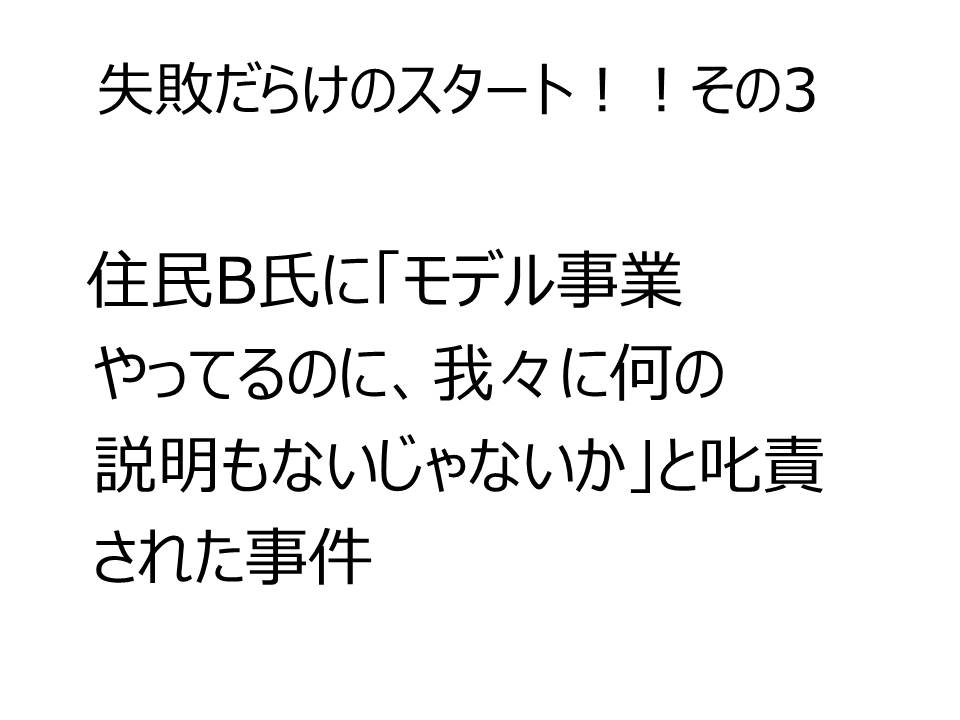 失敗だらけのスタート！！その3
住民B氏に「モデル事業
やってるのに、我々に何の
説明もないじゃないか」と叱責
された事件